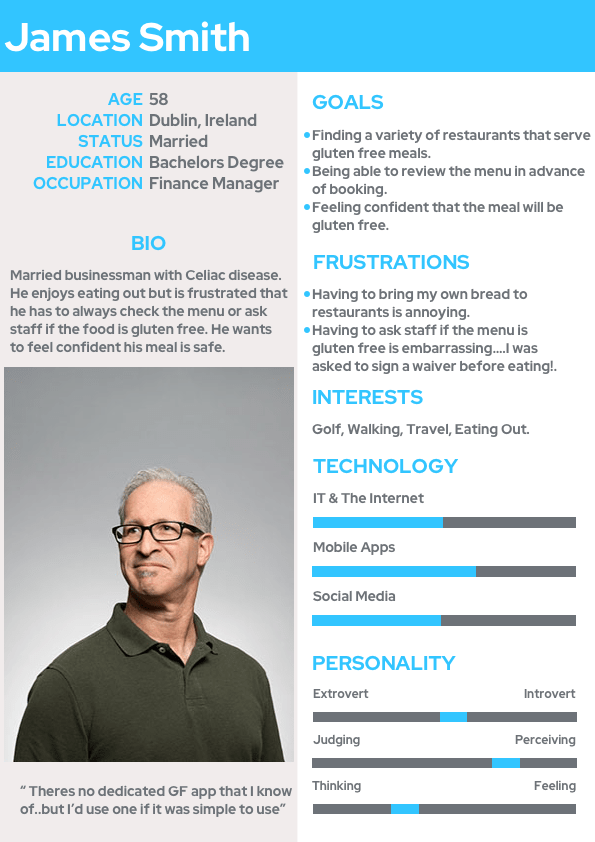 James Smith
AGE 58
LOCATION Dublin, Ireland
STATUS Married
EDUCATION Bachelors Degree
OCCUPATION Finance Manager
BIO
Married businessman with Celiac disease.
He enjoys eating out but is frustrated that
he has to always check the menu or ask
staff if the food is gluten free. He wants
to feel confident his meal is safe.
“ Theres no dedicated GF app that I know
of..but I’d use one if it was simple to use”
GOALS
Finding a variety of restaurants that serve
gluten free meals.
Being able to review the menu in advance
of booking.
Feeling confident that the meal will be
gluten free.
FRUSTRATIONS
Having to bring my own bread to
restaurants is annoying.
Having to ask staff if the menu is
gluten free is embarrassing....I was
asked to sign a waiver before eating!.
INTERESTS
Golf, Walking, Travel, Eating Out.
TECHNOLOGY
IT & The Internet
Mobile Apps
Social Media
PERSONALITY
Extrovert Introvert
Judging Perceiving
Thinking Feeling